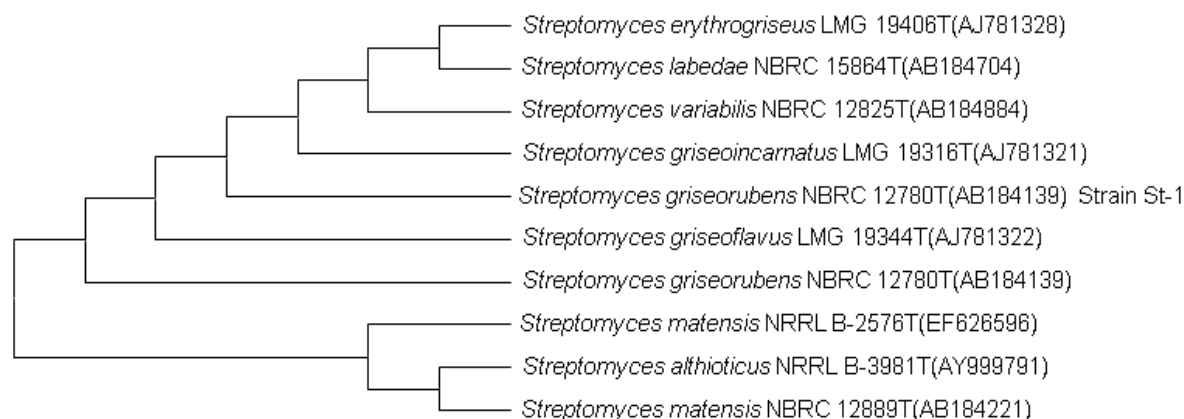 Streptomyces erythrogriseus LMG 19406T(AJ781328)
Streptomyces labedae NBRC 15864T(AB184704)
Streptomyces variabilis NBRC 12825T(AB184884)
Streptomyces griseoincarnatus LMG 19316T(AJ781321)
Streptomyces griseorubens NBRC 12780T(AB184139) Strain St-1
Streptomyces griseoflavus LMG 19344T(AJ781322)
Streptomyces griseorubens NBRC 12780T(AB184139)
Streptomyces matensis NRRL B-2576T(EF626596)
Streptomyces althioticus NRRL B-3981T(AY999791)
Streptomyces matensis NBRC 12889T(AB184221)